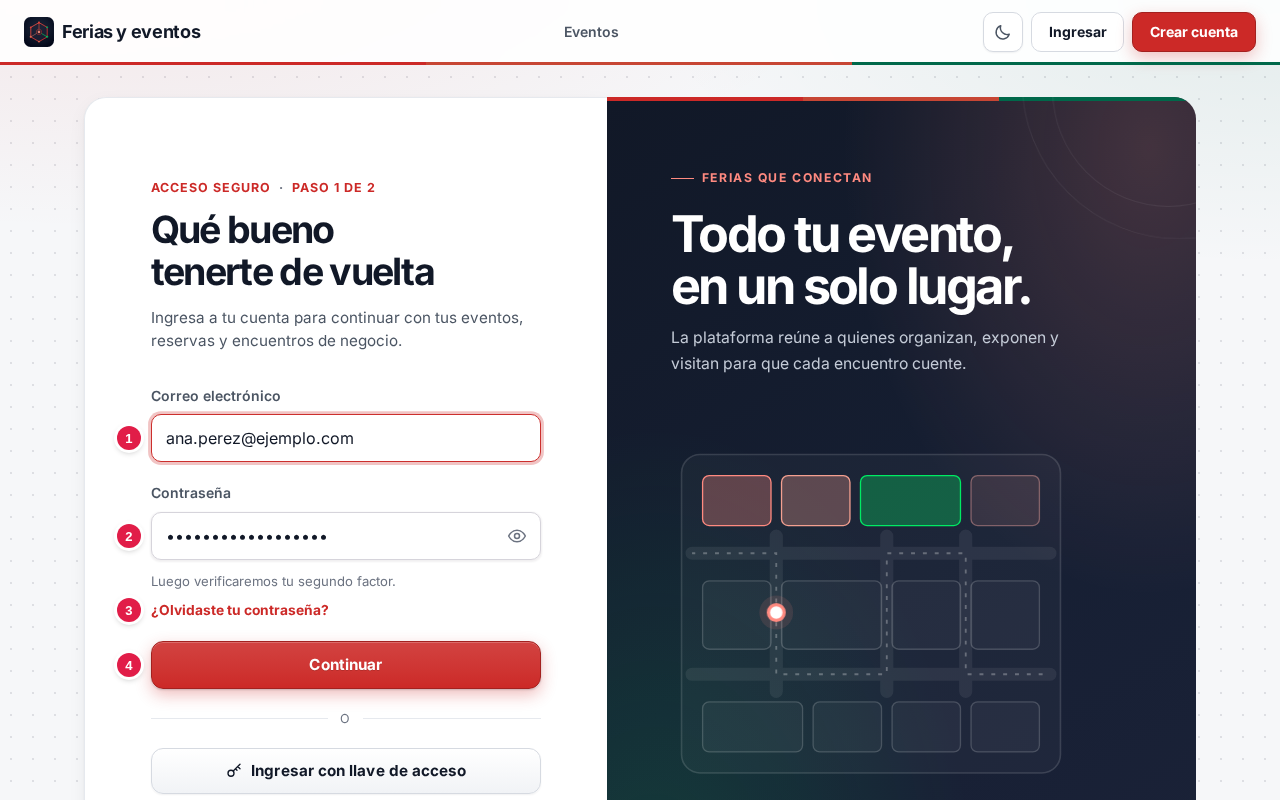 Ferias y eventos
Eventos
Ingresar
Crear cuenta
ACCESO SEGURO · PASO 1 DE 2
Qué bueno
tenerte de vuelta
Ingresa a tu cuenta para continuar con tus eventos,
reservas y encuentros de negocio.
Correo electrónico
1
ana.perez@ejemplo.com
Contraseña
2
••••••••••••••••••
Luego verificaremos tu segundo factor.
3
¿Olvidaste tu contraseña?
4
Continuar
O
Ingresar con llave de acceso
FERIAS QUE CONECTAN
Todo tu evento,
en un solo lugar.
La plataforma reúne a quienes organizan, exponen y
visitan para que cada encuentro cuente.